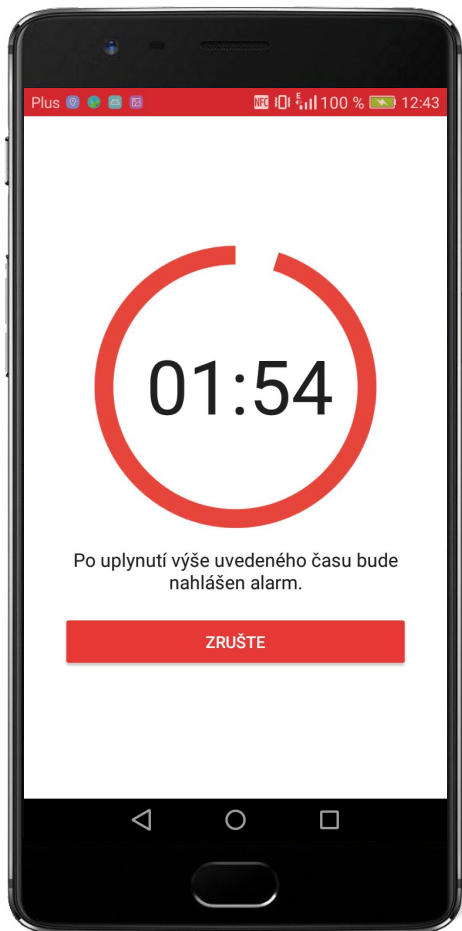 Plus NFC E 100 % 12:43
01:54
Po uplynutí výše uvedeného času bude
nahlášen alarm.
ZRUŠTE